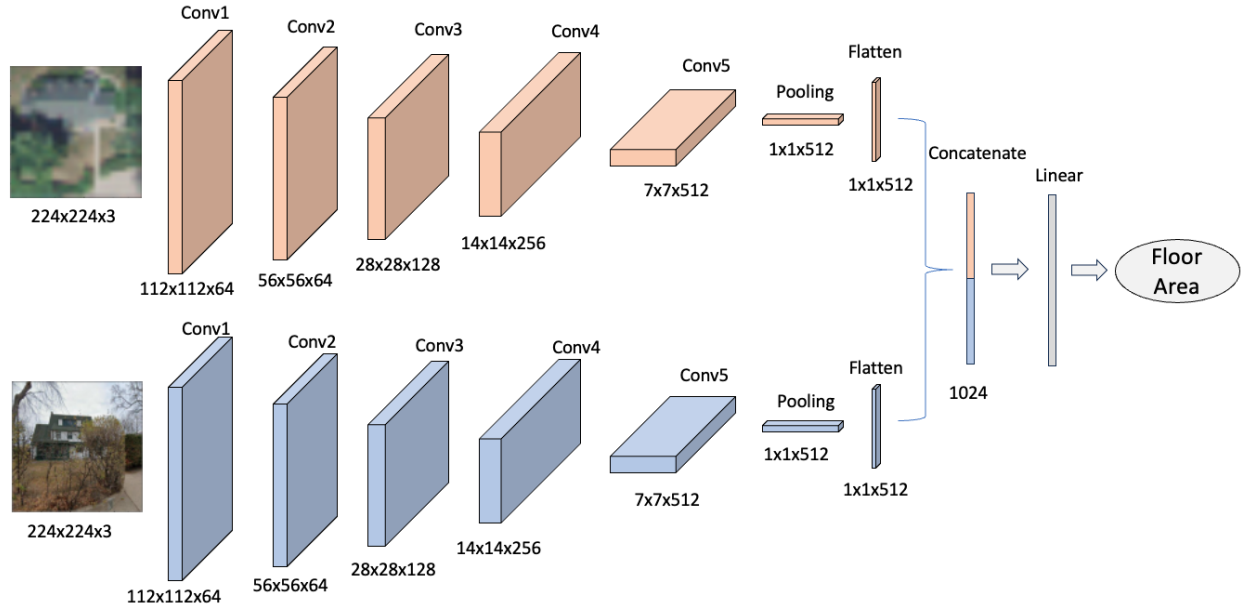 Conv1
Conv2
Conv3
Conv4
Conv5
Pooling
Flatten
224x224x3
112x112x64
56x56x64
28x28x128
14x14x256
7x7x512
1x1x512
1x1x512
Concatenate
Linear
Floor
Area
1024
Conv1
Conv2
Conv3
Conv4
Conv5
Pooling
Flatten
224x224x3
112x112x64
56x56x64
28x28x128
14x14x256
7x7x512
1x1x512
1x1x512